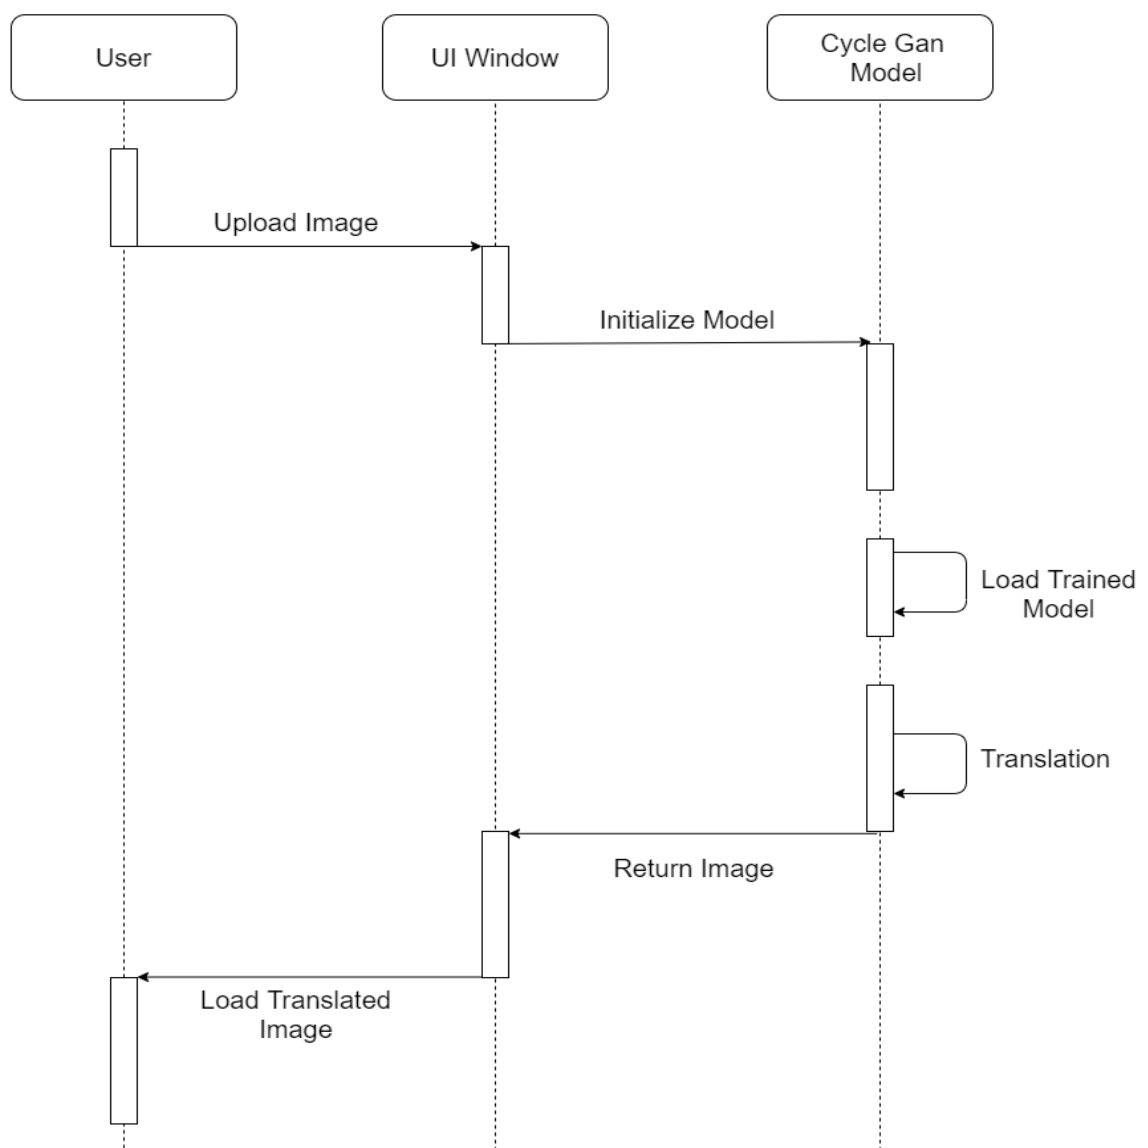 User
UI Window
Cycle Gan
Model
Upload Image
Initialize Model
Load Trained
Model
Translation
Return Image
Load Translated
Image